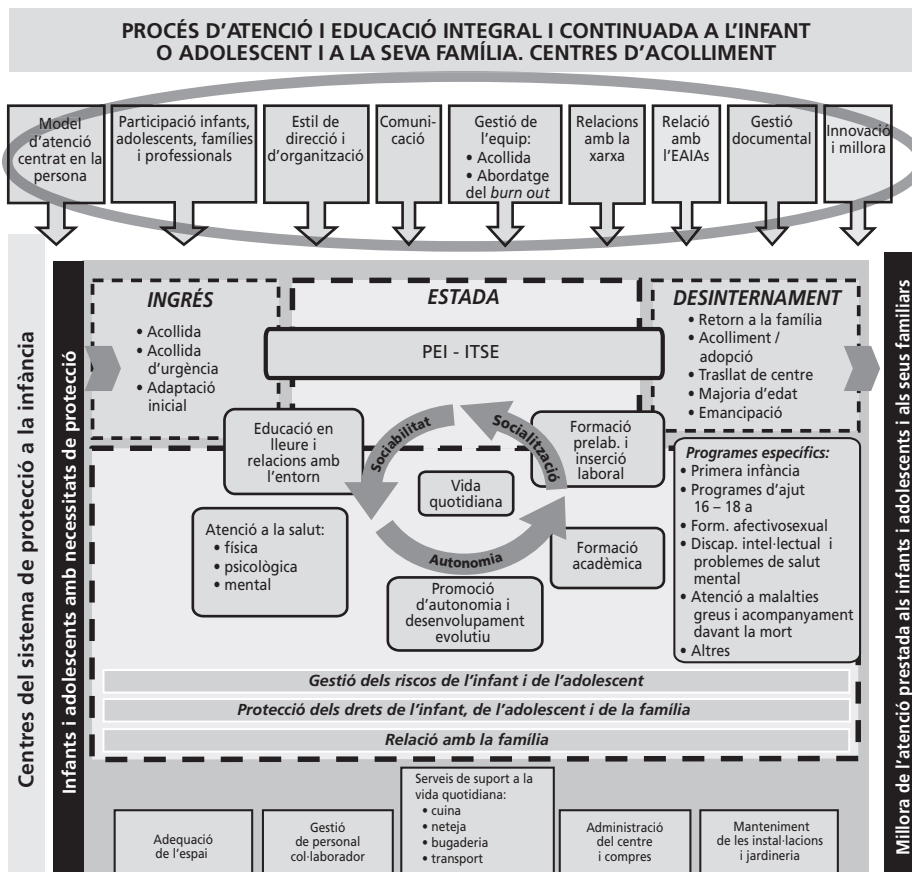 PROCÉS D'ATENCIÓ I EDUCACIÓ INTEGRAL I CONTINUADA A L'INFANT
O ADOLESCENT I A LA SEVA FAMÍLIA. CENTRES D'ACOLLIMENT
Model
d'atenció
centrat en la
persona
Participació infants,
adolescents, famílies
i professionals
Estil de
direcció i
d'organització
Comuni-
cació
Gestió de
l'equip:
• Acollida
• Abordatge
del burn out
Relacions
amb la
xarxa
Relació
amb
l'EAIAs
Gestió
documental
Innovació
i millora
Centres del sistema de protecció a la infància
Infants i adolescents amb necessitats de protecció
INGRÉS
• Acollida
• Acollida
d'urgència
• Adaptació
inicial
ESTADA
PEI - ITSE
DESINTERNAMENT
• Retorn a la família
• Acolliment /
adopció
• Trasllat de centre
• Majoria d'edat
• Emancipació
Educació en
lleure i
relacions amb
l'entorn
Sociabilitat
Socialització
Autonomia
Formació
prelab. i
inserció
laboral
Vida
quotidiana
Atenció a la salut:
• física
• psicològica
• mental
Formació
acadèmica
Promoció
d'autonomia i
desenvolupament
evolutiu
Programes específics:
• Primera infància
• Programes d'ajut
16 – 18 a
• Form. afectivosexual
• Discap. intel·lectual i
problemes de salut
mental
• Atenció a malalties
greus i acompanyament
davant la mort
• Altres
Gestió dels riscos de l'infant i de l'adolescent
Protecció dels drets de l'infant, de l'adolescent i de la família
Relació amb la família
Adequació
de l'espai
Gestió
de personal
col·laborador
Serveis de suport a la
vida quotidiana:
• cuina
• neteja
• bugaderia
• transport
Administració
del centre
i compres
Manteniment
de les instal·lacions
i jardineria
Millora de l'atenció prestada als infants i adolescents i als seus familiars